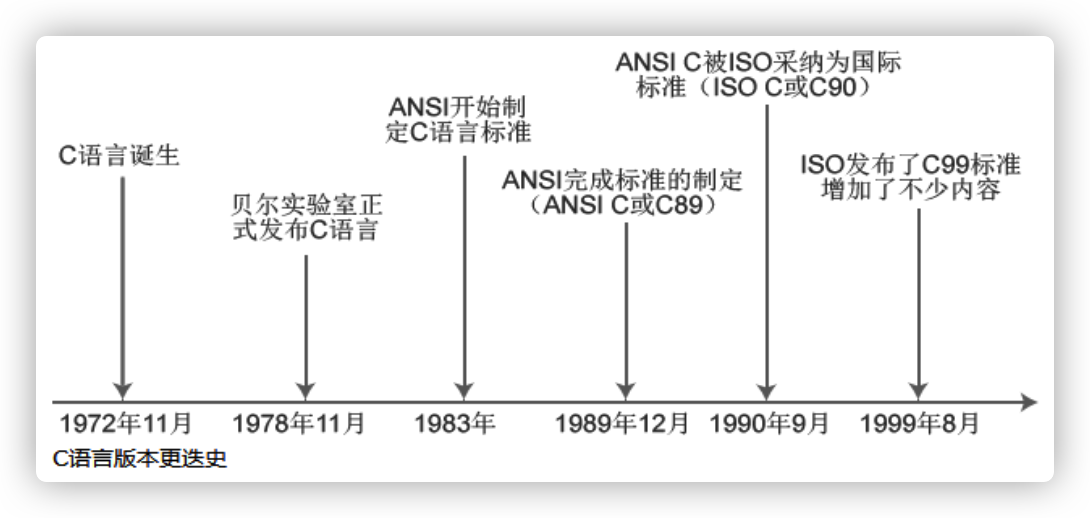 ANSI C被ISO采纳为国际
标准（ISO C或C90）
ANSI开始制
定C语言标准
C语言诞生
ISO发布了C99标准
增加了不少内容
ANSI完成标准的制定
（ANSI C或C89）
贝尔实验室正
式发布C语言
1972年11月
1978年11月
1983年
1989年12月
1990年9月
1999年8月
C语言版本更迭史